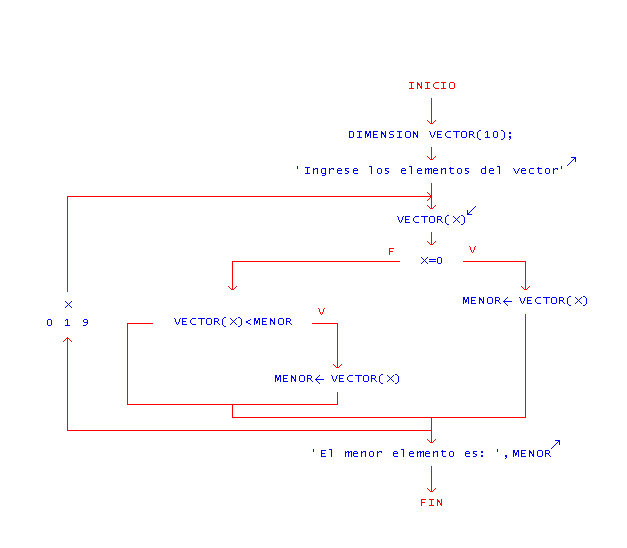 INICIO
DIMENSION VECTOR(10);
'Ingrese los elementos del vector'
VECTOR(X)
F
V
X=0
X
MENOR← VECTOR(X)
0 1 9
VECTOR(X)<MENOR
V
MENOR← VECTOR(X)
'El menor elemento es: ',MENOR
FIN